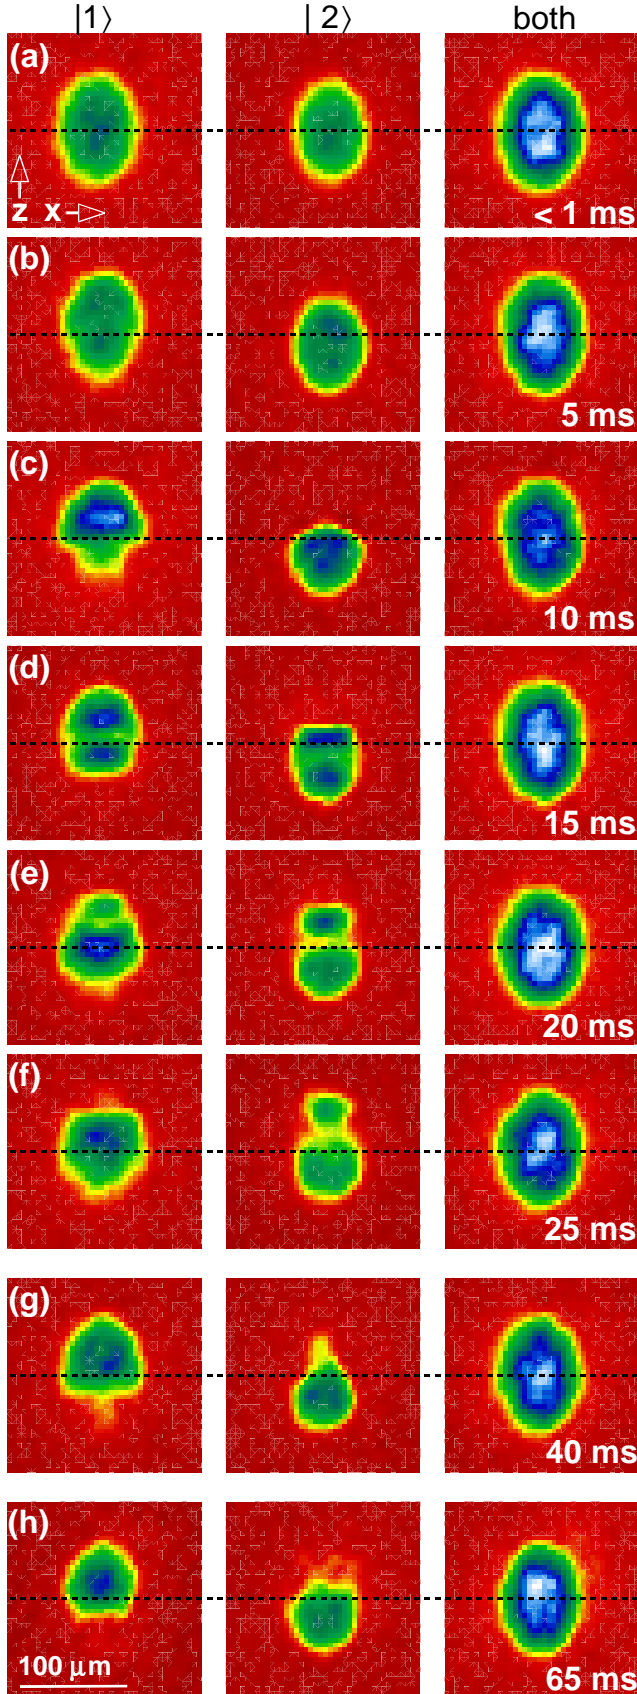 |1⟩ |2⟩ both
(a)
z x
< 1 ms
(b)
5 ms
(c)
10 ms
(d)
15 ms
(e)
20 ms
(f)
25 ms
(g)
40 ms
(h)
100 μm
65 ms